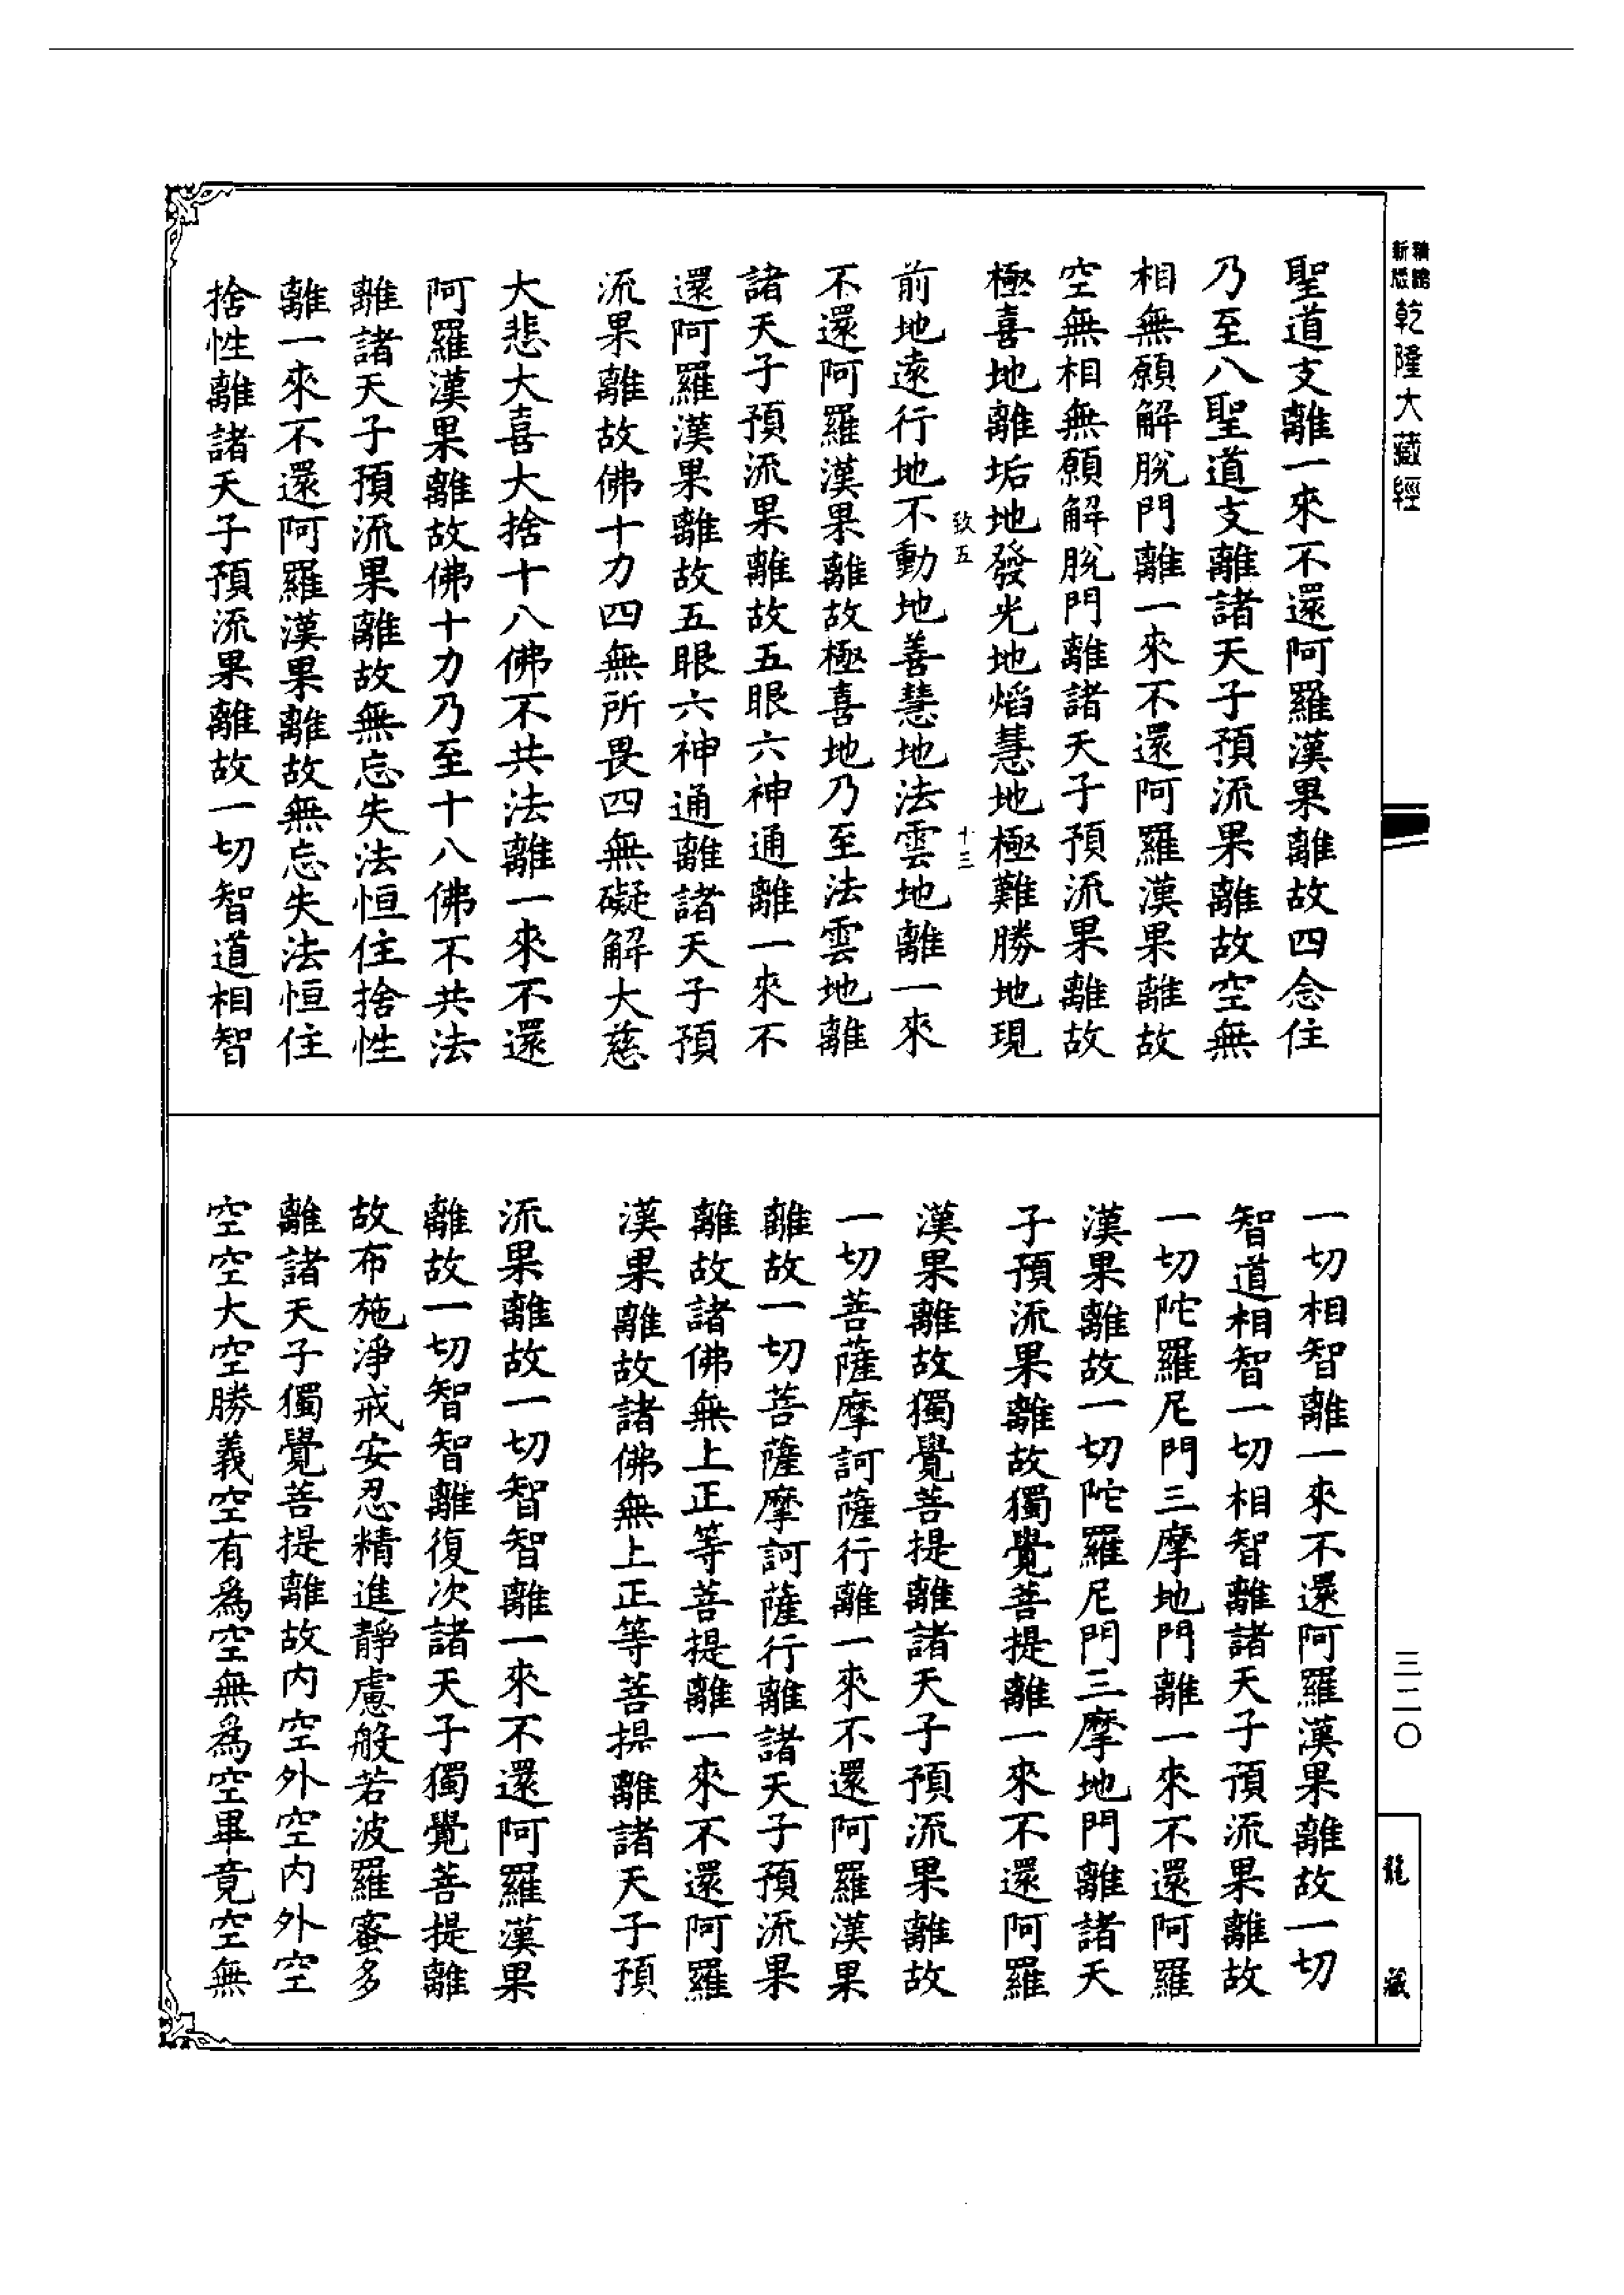 乾隆大藏經
聖道支離一來不還阿羅漢果離故四念住
乃至八聖道支離諸天子預流果離故空無
相無願解脫門離一來不還阿羅漢果離故
空無相無願解脫門離諸天子預流果離故
極喜地離垢地發光地焰慧地極難勝地現
致五
十三
前地遠行地不動地善慧地法雲地離一來
不還阿羅漢果離故極喜地乃至法雲地離
諸天子預流果離故五眼六神通離一來不
還阿羅漢果離故五眼六神通離諸天子預
流果離故佛十力四無所畏四無礙解大慈
大悲大喜大捨十八佛不共法離一來不還
阿羅漢果離故佛十力乃至十八佛不共法
離諸天子預流果離故無忘失法恒住捨性
離一來不還阿羅漢果離故無忘失法恒住
捨性離諸天子預流果離故一切智道相智
一切相智離一來不還阿羅漢果離故一切
智道相智一切相智離諸天子預流果離故
一切陀羅尼門三摩地門離一來不還阿羅
漢果離故一切陀羅尼門三摩地門離諸天
子預流果離故獨覺菩提離一來不還阿羅
漢果離故獨覺菩提離諸天子預流果離故
一切菩薩摩訶薩行離一來不還阿羅漢果
離故一切菩薩摩訶薩行離諸天子預流果
離故諸佛無上正等菩提離一來不還阿羅
漢果離故諸佛無上正等菩提離諸天子預
流果離故一切智智離一來不還阿羅漢果
離故一切智智離復次諸天子獨覺菩提離
故布施淨戒安忍精進靜慮般若波羅蜜多
離諸天子獨覺菩提離故內空外空內外空
空空大空勝義空有為空無為空畢竟空無
三二〇
龍藏